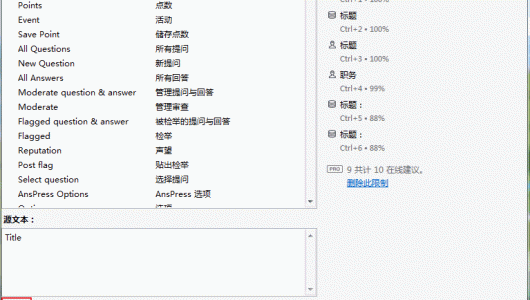 Points 点数
Event 活动
Save Point 储存点数
All Questions 所有提问
New Question 新提问
All Answers 所有回答
Moderate question & answer 管理提问与回答
Moderate 管理审查
Flagged question & answer 被检举的提问与回答
Flagged 检举
Reputation 声望
Post flag 贴出检举
Select question 选择提问
AnsPress Options AnsPress 选项
源文本：
Title
标题
Ctrl+2 • 100%
标题
Ctrl+3 • 100%
职务
Ctrl+4 • 99%
标题：
Ctrl+5 • 88%
标题：
Ctrl+6 • 88%
PRO 9 共计 10 在线建议。
删除此限制